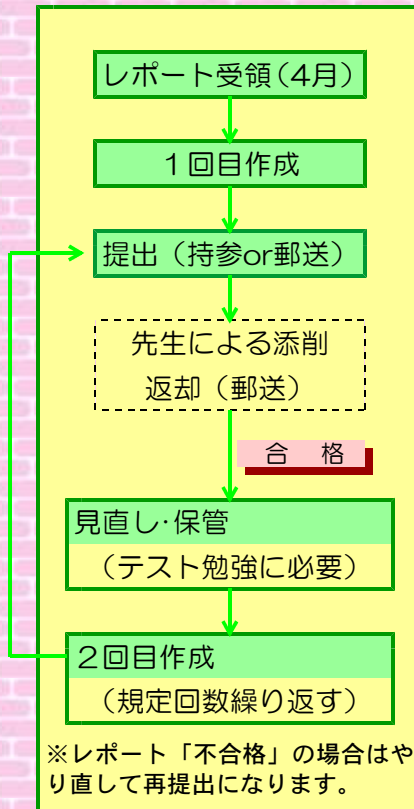 レポート受領(4月)
1回目作成
提出（持参or郵送）
先生による添削
返却（郵送）
合　格
見直し・保管
（テスト勉強に必要）
2回目作成
（規定回数繰り返す）
※レポート「不合格」の場合はや
り直して再提出になります。